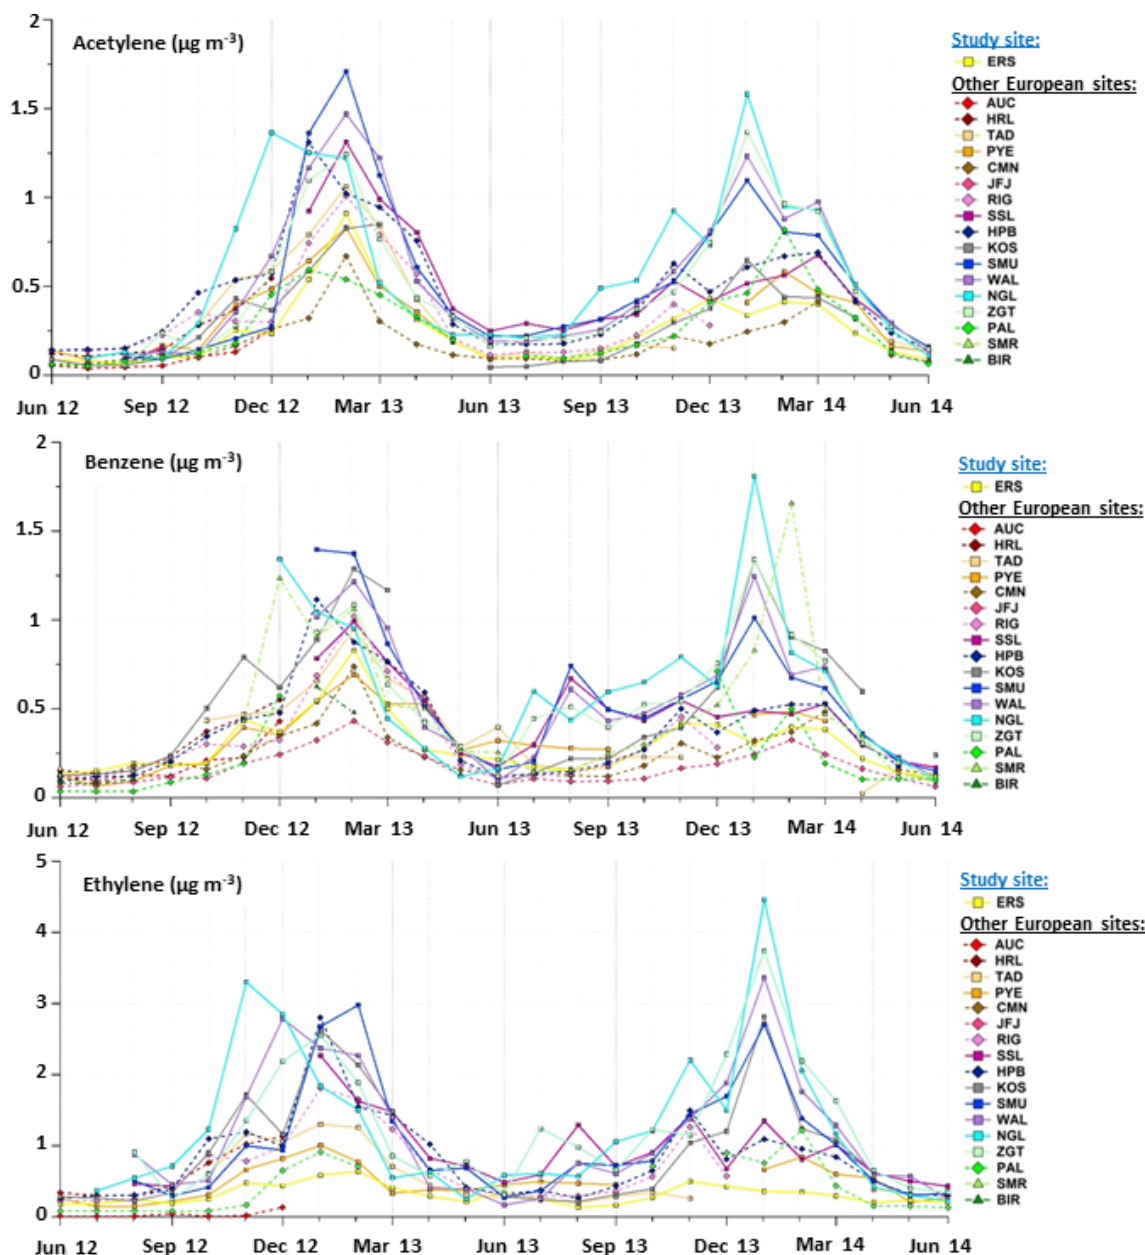 Acetylene (µg m-3)
2
1.5
1
0.5
0
Jun 12 Sep 12 Dec 12 Mar 13 Jun 13 Sep 13 Dec 13 Mar 14 Jun 14
Study site:
ERS
Other European sites:
AUC
HRL
TAD
PYE
CMN
JFJ
RIG
SSL
HPB
KOS
SMU
WAL
NGL
ZGT
PAL
SMR
BIR
Benzene (µg m-3)
2
1.5
1
0.5
0
Jun 12 Sep 12 Dec 12 Mar 13 Jun 13 Sep 13 Dec 13 Mar 14 Jun 14
Study site:
ERS
Other European sites:
AUC
HRL
TAD
PYE
CMN
JFJ
RIG
SSL
HPB
KOS
SMU
WAL
NGL
ZGT
PAL
SMR
BIR
Ethylene (µg m-3)
5
4
3
2
1
0
Jun 12 Sep 12 Dec 12 Mar 13 Jun 13 Sep 13 Dec 13 Mar 14 Jun 14
Study site:
ERS
Other European sites:
AUC
HRL
TAD
PYE
CMN
JFJ
RIG
SSL
HPB
KOS
SMU
WAL
NGL
ZGT
PAL
SMR
BIR